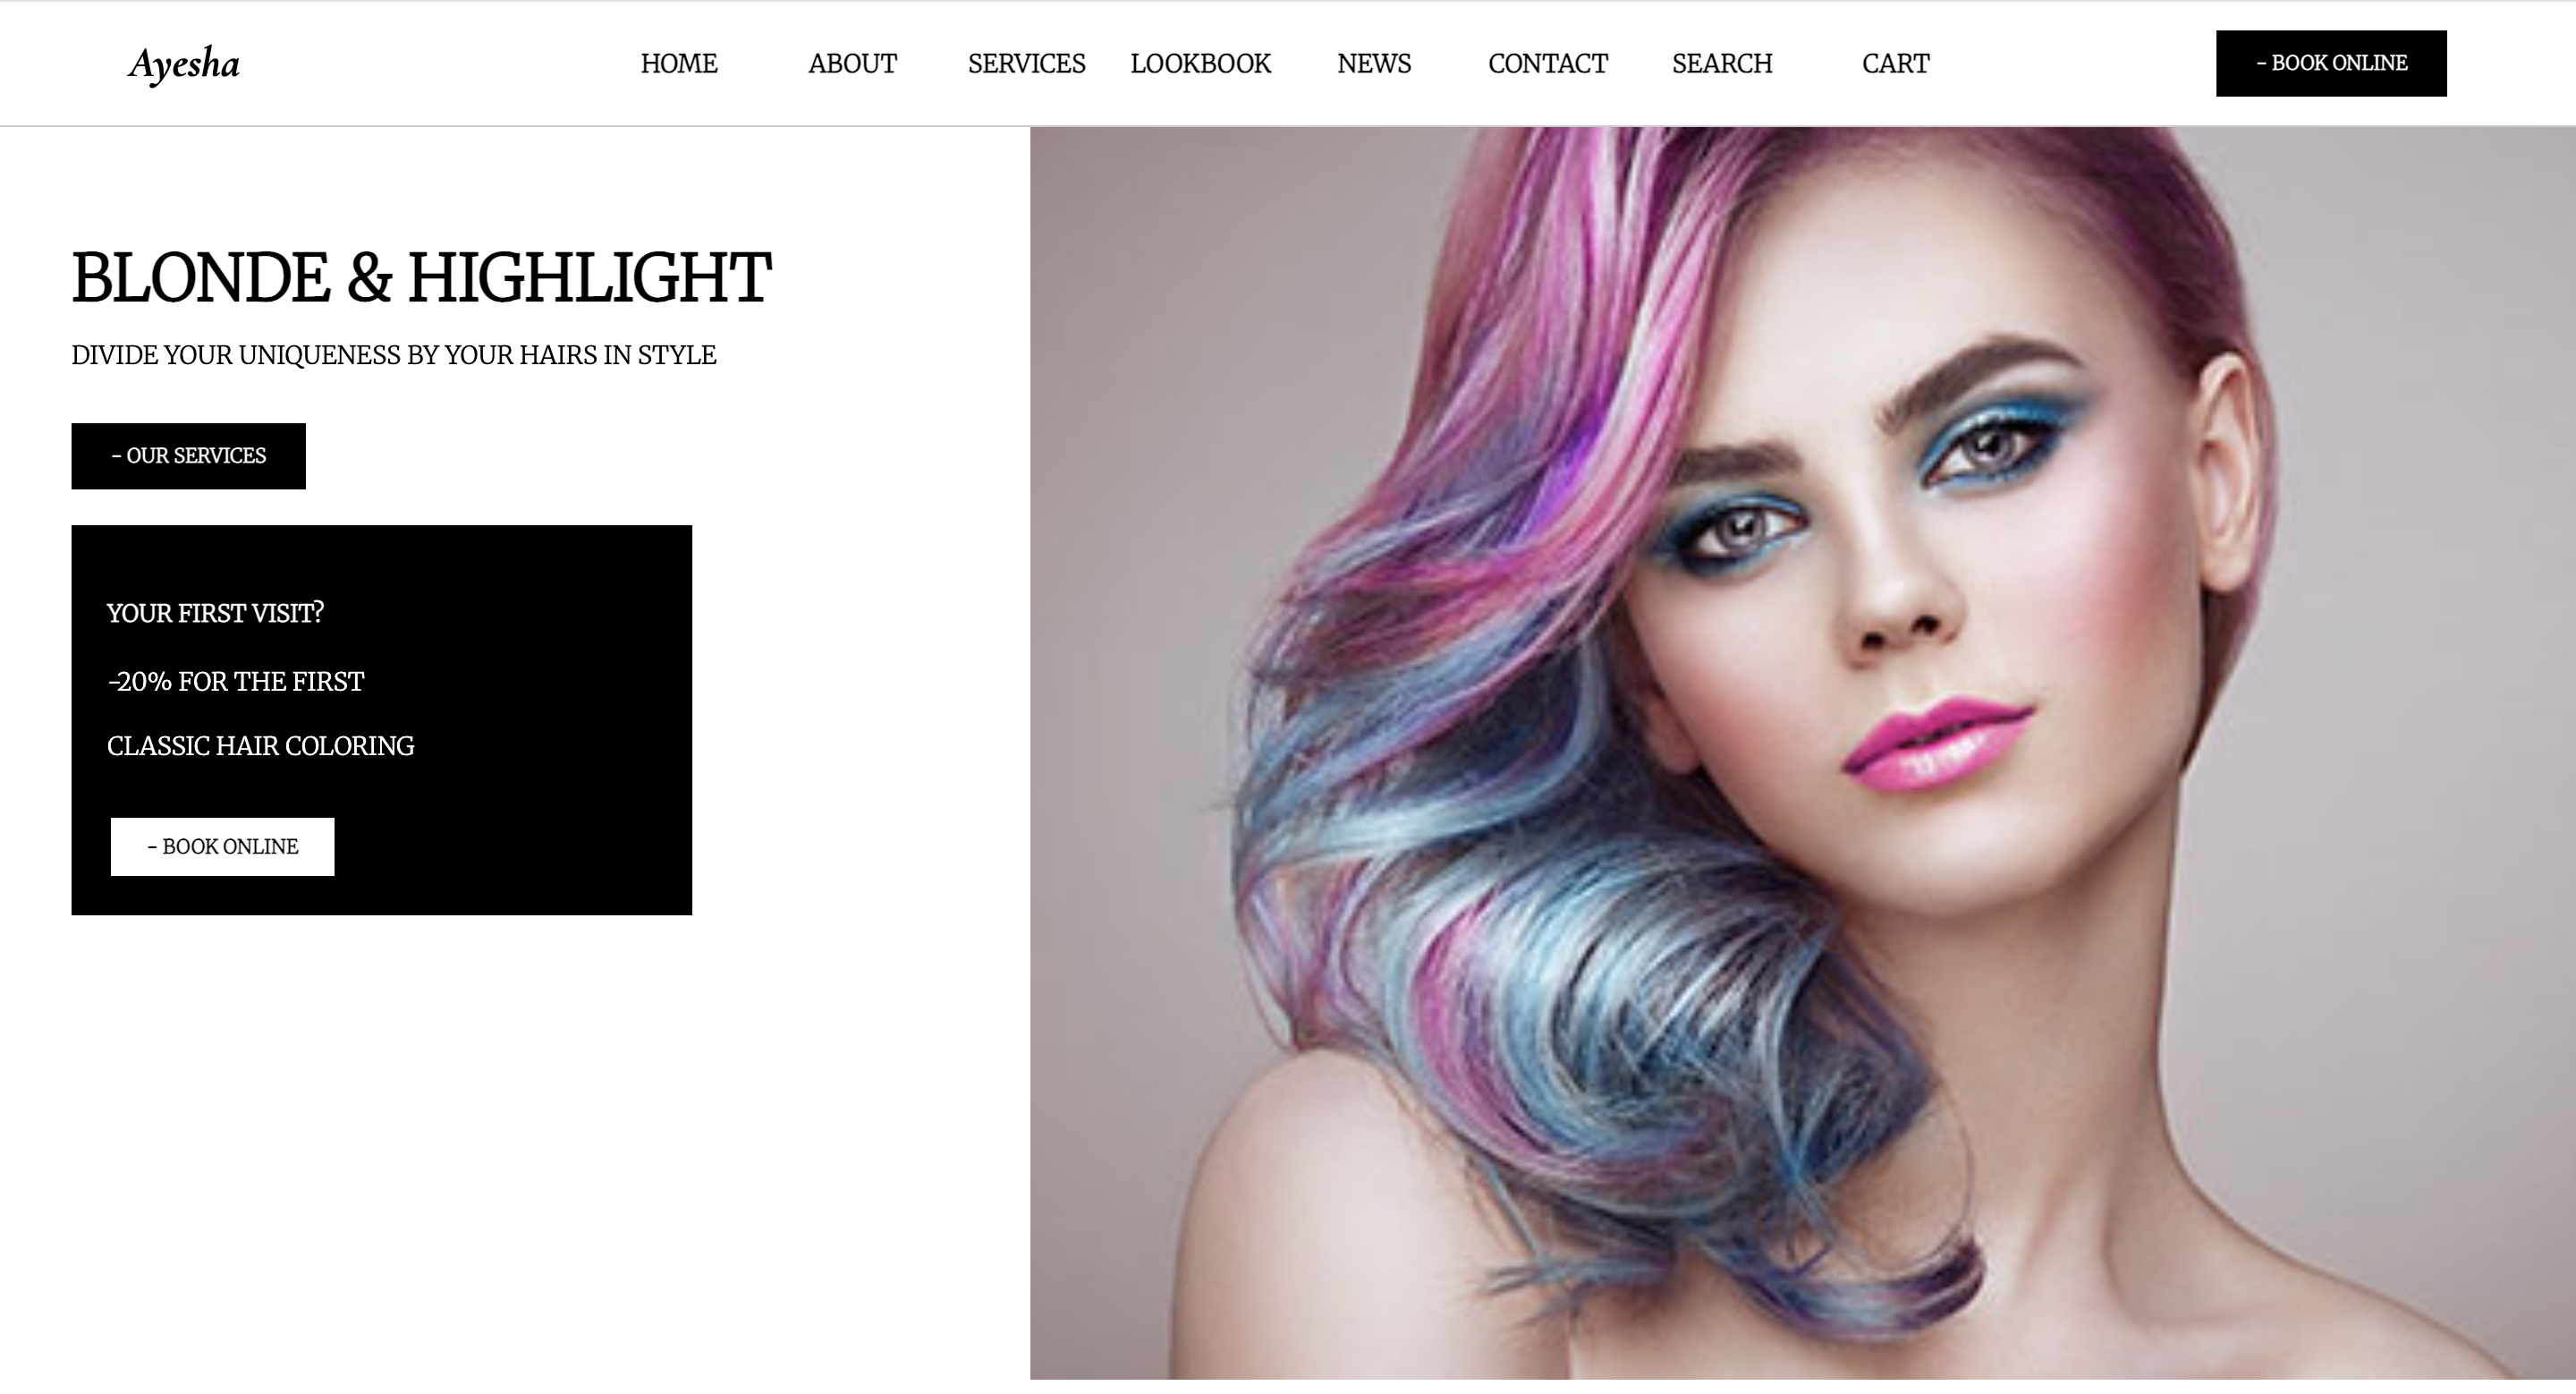 Ayesha
HOME ABOUT SERVICES LOOKBOOK NEWS CONTACT SEARCH CART
– BOOK ONLINE
BLONDE & HIGHLIGHT
DIVIDE YOUR UNIQUENESS BY YOUR HAIRS IN STYLE
– OUR SERVICES
YOUR FIRST VISIT?
-20% FOR THE FIRST
CLASSIC HAIR COLORING
– BOOK ONLINE